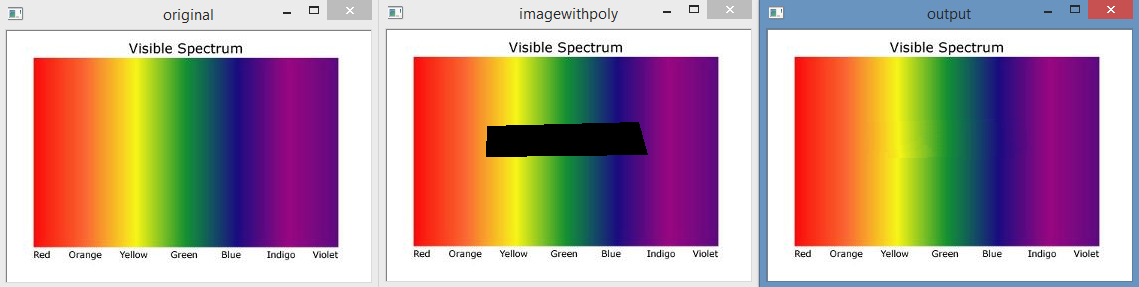 original
Visible Spectrum
Red Orange Yellow Green Blue Indigo Violet
imagewithpoly
Visible Spectrum
Red Orange Yellow Green Blue Indigo Violet
output
Visible Spectrum
Red Orange Yellow Green Blue Indigo Violet